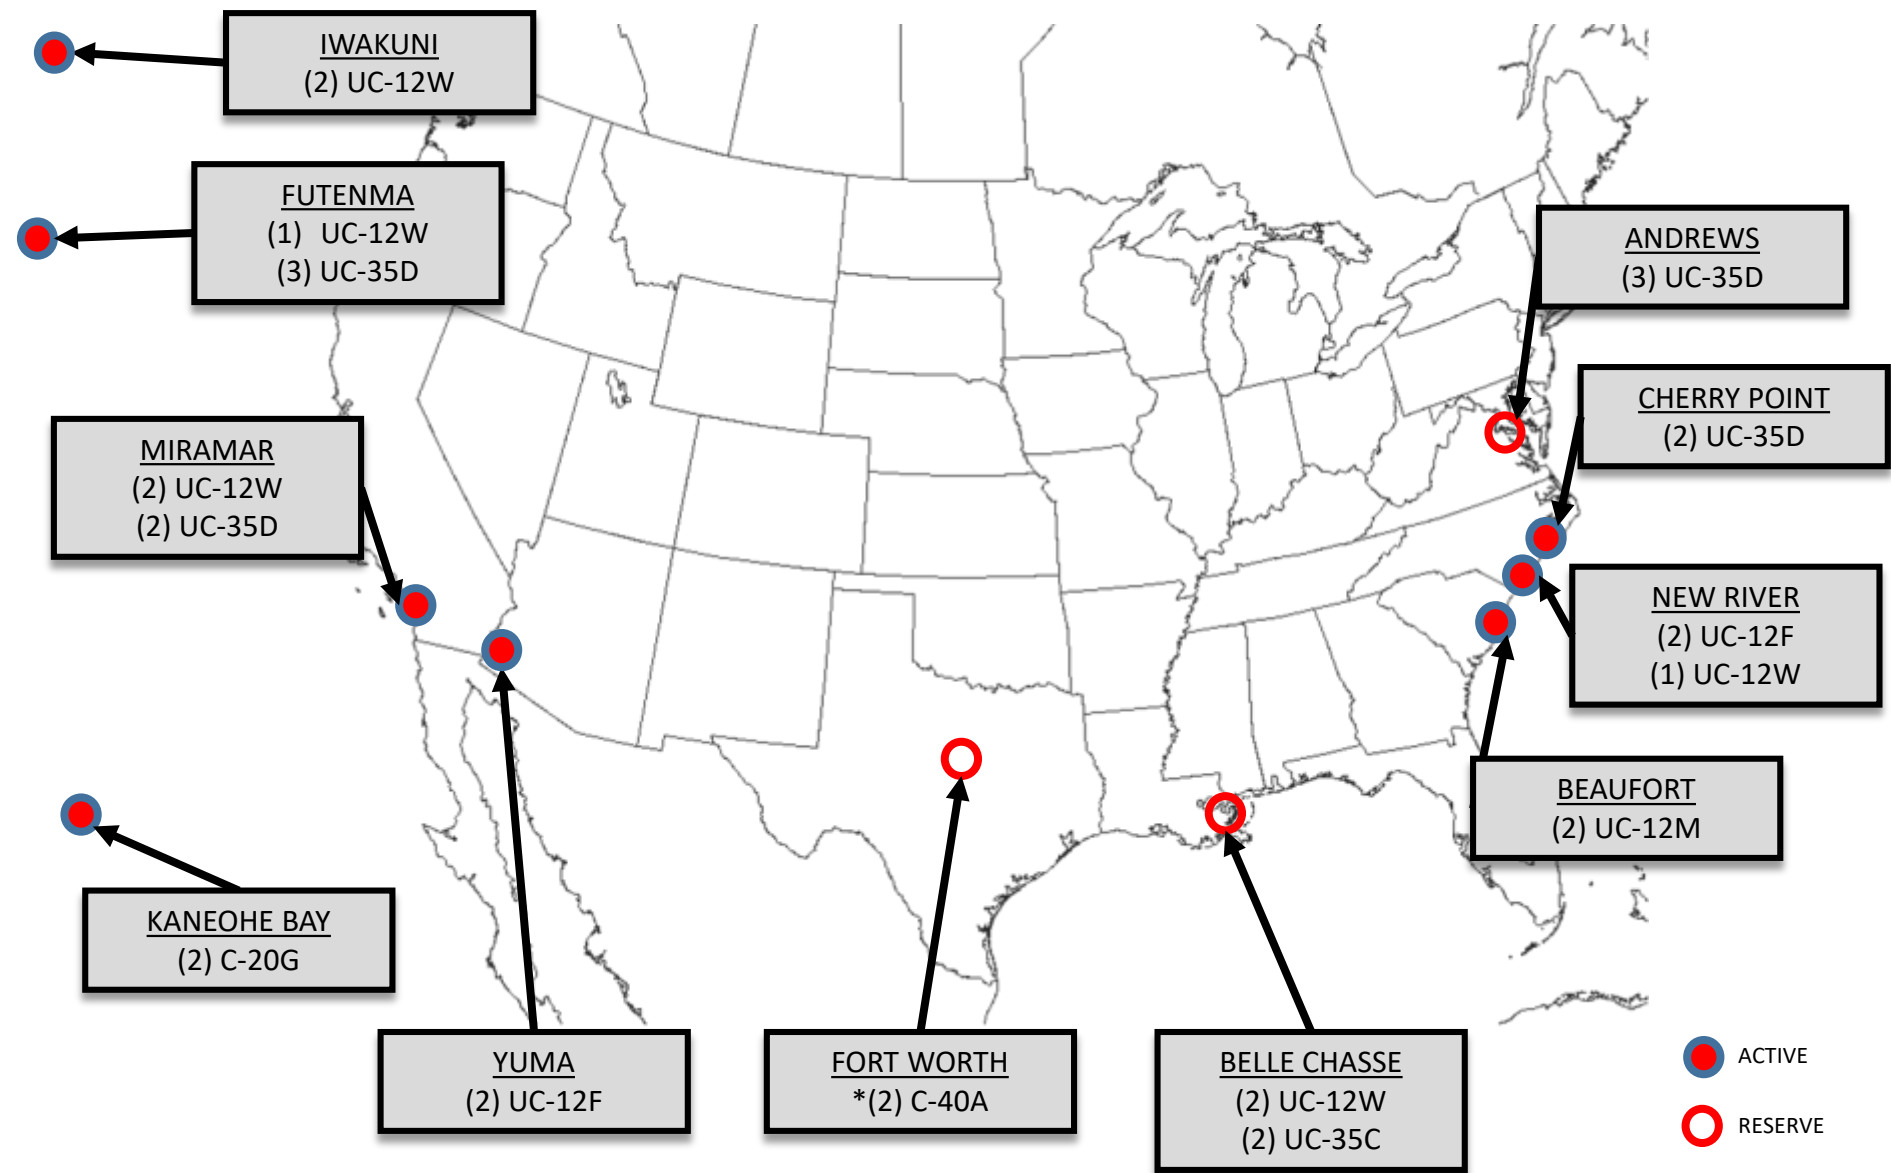 IWAKUNI
(2) UC-12W
FUTENMA
(1) UC-12W
(3) UC-35D
ANDREWS
(3) UC-35D
CHERRY POINT
(2) UC-35D
MIRAMAR
(2) UC-12W
(2) UC-35D
NEW RIVER
(2) UC-12F
(1) UC-12W
BEAUFORT
(2) UC-12M
KANEOHE BAY
(2) C-20G
YUMA
(2) UC-12F
FORT WORTH
*(2) C-40A
BELLE CHASSE
(2) UC-12W
(2) UC-35C
ACTIVE
RESERVE